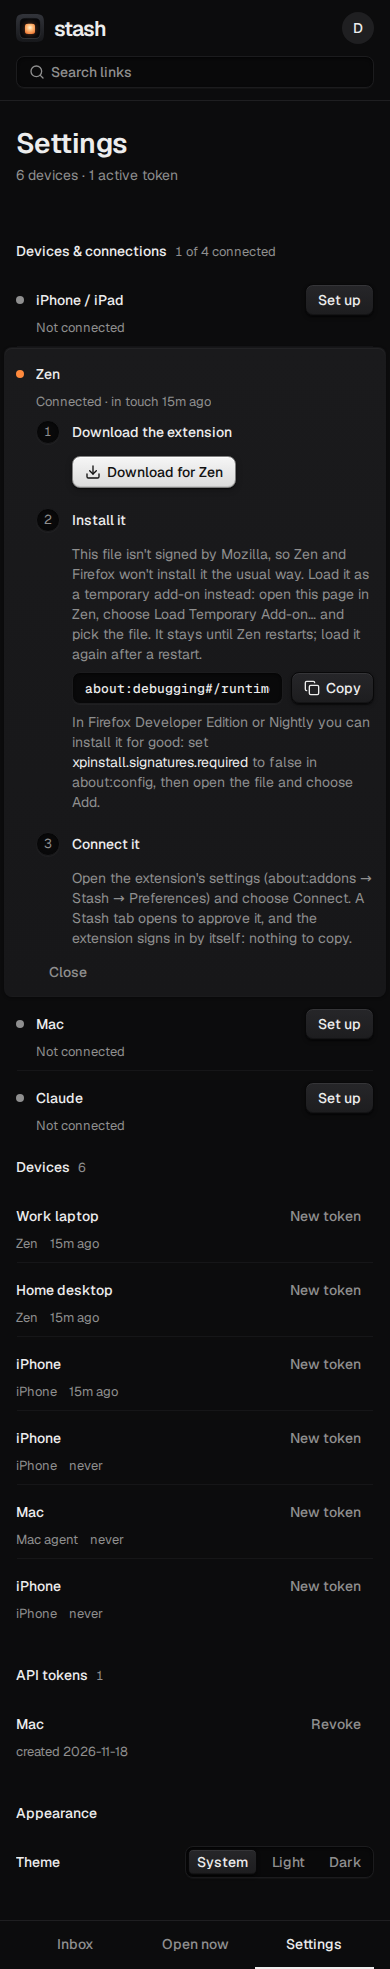 stash
D
Search links
Settings
6 devices · 1 active token
Devices & connections 1 of 4 connected
iPhone / iPad
Set up
Not connected
Zen
Connected · in touch 15m ago
1 Download the extension
Download for Zen
2 Install it
This file isn't signed by Mozilla, so Zen and
Firefox won't install it the usual way. Load it as
a temporary add-on instead: open this page in
Zen, choose Load Temporary Add-on… and
pick the file. It stays until Zen restarts; load it
again after a restart.
about:debugging#/runtim
Copy
In Firefox Developer Edition or Nightly you can
install it for good: set
xpinstall.signatures.required to false in
about:config, then open the file and choose
Add.
3 Connect it
Open the extension's settings (about:addons →
Stash → Preferences) and choose Connect. A
Stash tab opens to approve it, and the
extension signs in by itself: nothing to copy.
Close
Mac
Set up
Not connected
Claude
Set up
Not connected
Devices 6
Work laptop
New token
Zen 15m ago
Home desktop
New token
Zen 15m ago
iPhone
New token
iPhone 15m ago
iPhone
New token
iPhone never
Mac
New token
Mac agent never
iPhone
New token
iPhone never
API tokens 1
Mac
Revoke
created 2026-11-18
Appearance
Theme
System Light Dark
Inbox Open now Settings